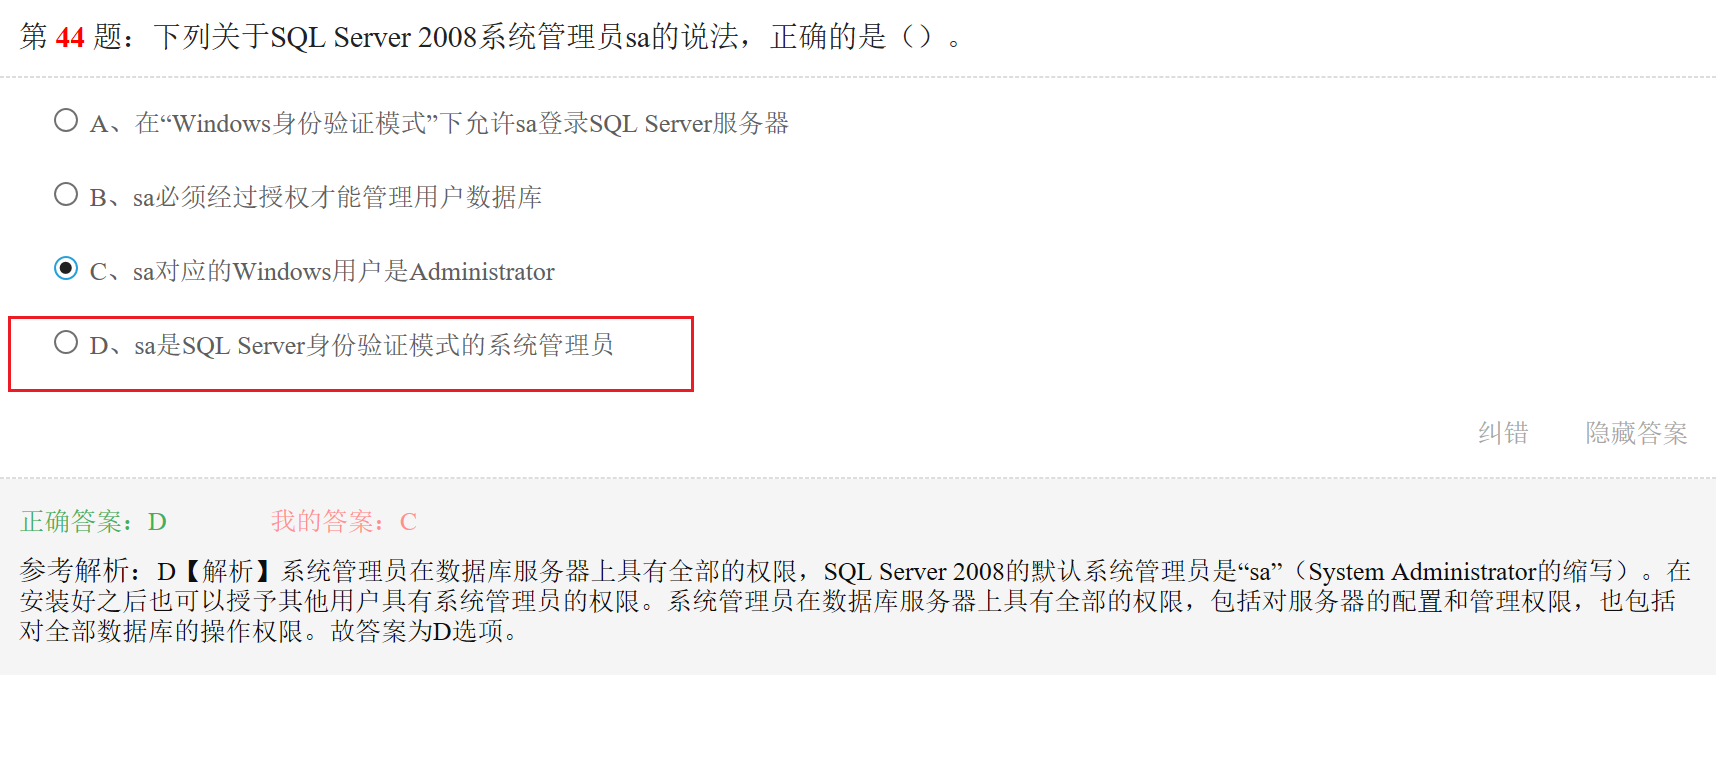 第 44 题：下列关于SQL Server 2008系统管理员sa的说法，正确的是（）。
A、在“Windows身份验证模式”下允许sa登录SQL Server服务器
B、sa必须经过授权才能管理用户数据库
C、sa对应的Windows用户是Administrator
D、sa是SQL Server身份验证模式的系统管理员
纠错 隐藏答案
正确答案：D 我的答案：C
参考解析：D【解析】系统管理员在数据库服务器上具有全部的权限，SQL Server 2008的默认系统管理员是“sa”（System Administrator的缩写）。在
安装好之后也可以授予其他用户具有系统管理员的权限。系统管理员在数据库服务器上具有全部的权限，包括对服务器的配置和管理权限，也包括
对全部数据库的操作权限。故答案为D选项。